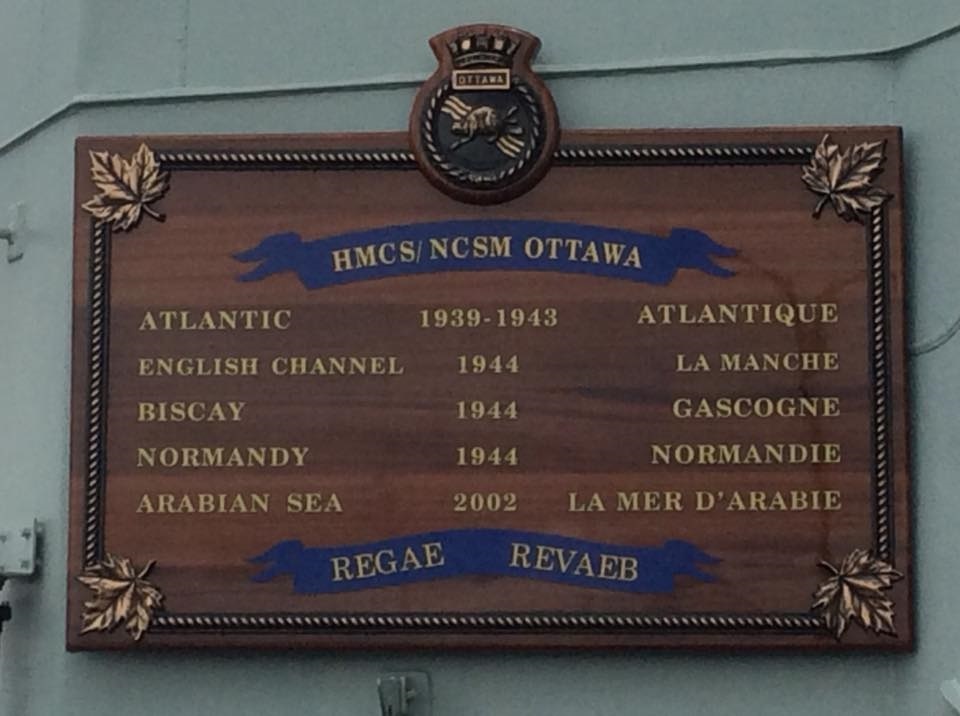 OTTAWA
HMCS/NCSM OTTAWA
ATLANTIC 1939-1943 ATLANTIQUE
ENGLISH CHANNEL 1944 LA MANCHE
BISCAY 1944 GASCOGNE
NORMANDY 1944 NORMANDIE
ARABIAN SEA 2002 LA MER D'ARABIE
REGAE REVAEB